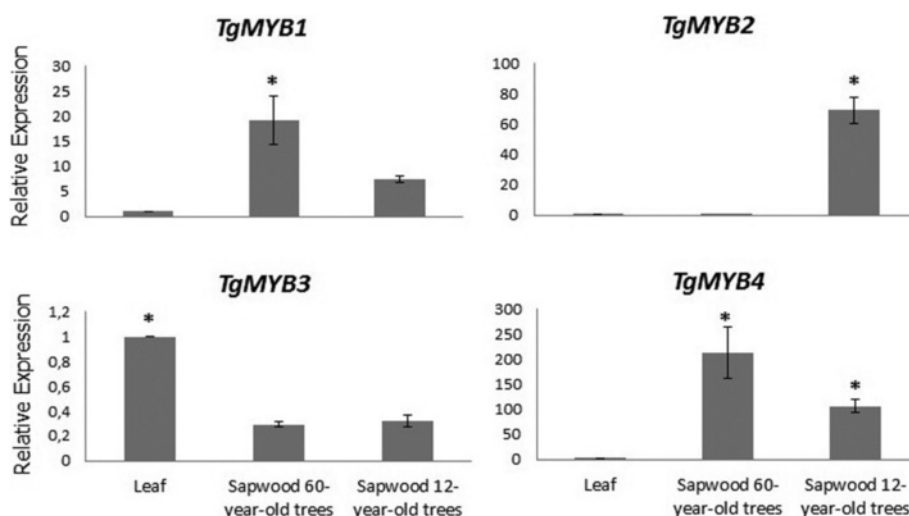 TgMYB1
TgMYB2
Relative Expression
30
25
20
15
10
5
0
*
100
80
60
40
20
0
*
TgMYB3
TgMYB4
Relative Expression
1,2
1
0,8
0,6
0,4
0,2
0
*
300
250
200
150
100
50
0
*
*
Leaf
Sapwood 60-
year-old trees
Sapwood 12-
year-old trees
Leaf
Sapwood 60-
year-old trees
Sapwood 12-
year-old trees